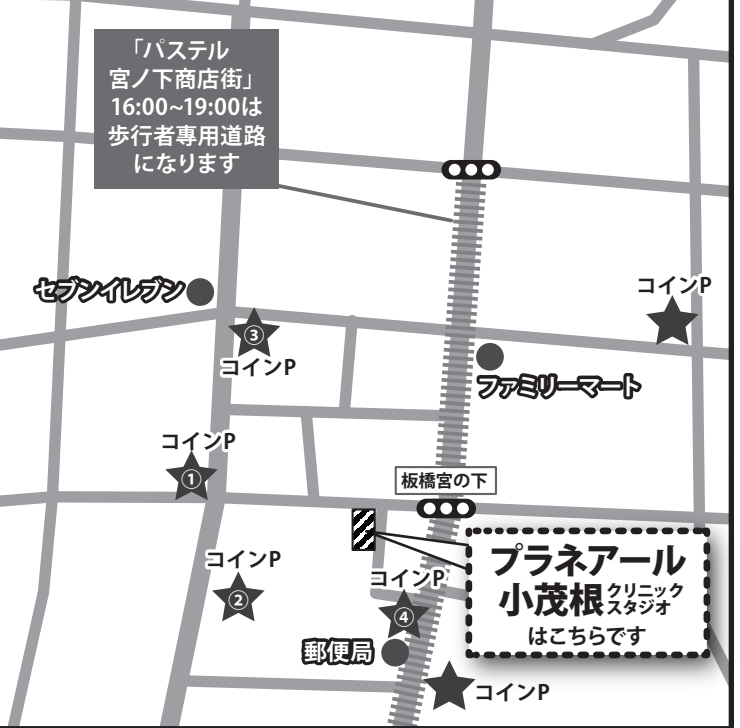 「パステル
宮ノ下商店街」
16:00~19:00は
歩行者専用道路
になります
セブンイレブン
コインP
③
コインP
ファミリーマート
コインP
①
板橋宮の下
コインP
②
コインP
④
プラネアール
小茂根クリニックスタジオ
はこちらです
郵便局
コインP